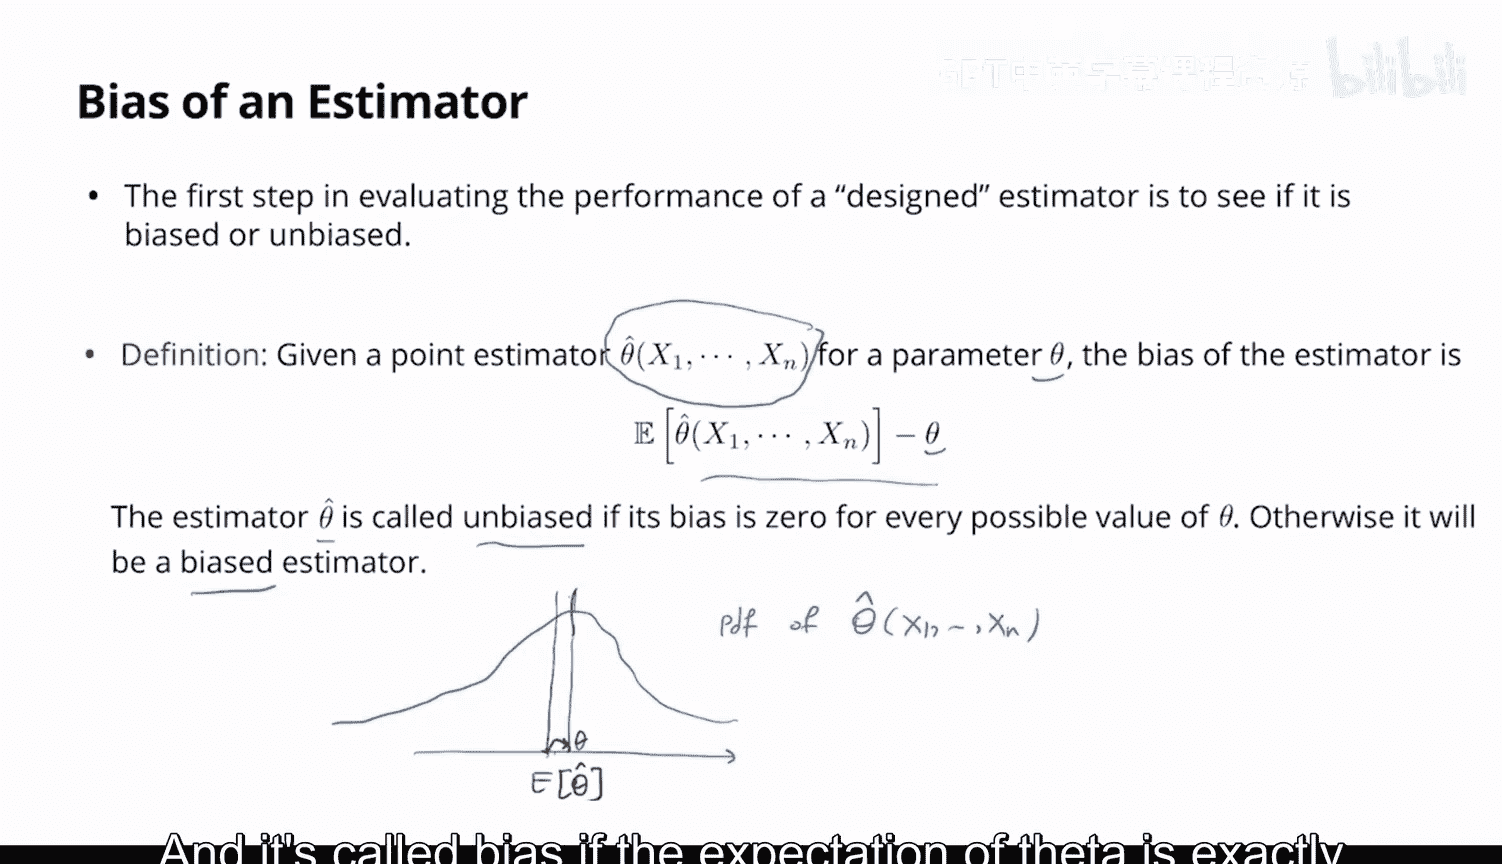 bilibili
Bias of an Estimator
• The first step in evaluating the performance of a “designed” estimator is to see if it is
biased or unbiased.
• Definition: Given a point estimator θ̂(X₁, ⋯ , Xₙ) for a parameter θ, the bias of the estimator is
𝔼 [θ̂(X₁, ⋯ , Xₙ)] − θ
The estimator θ̂ is called unbiased if its bias is zero for every possible value of θ. Otherwise it will
be a biased estimator.
pdf of θ̂(X₁, ~ , Xₙ)
θ
E[θ̂]
And it's called bias if the expectation of theta is exactly